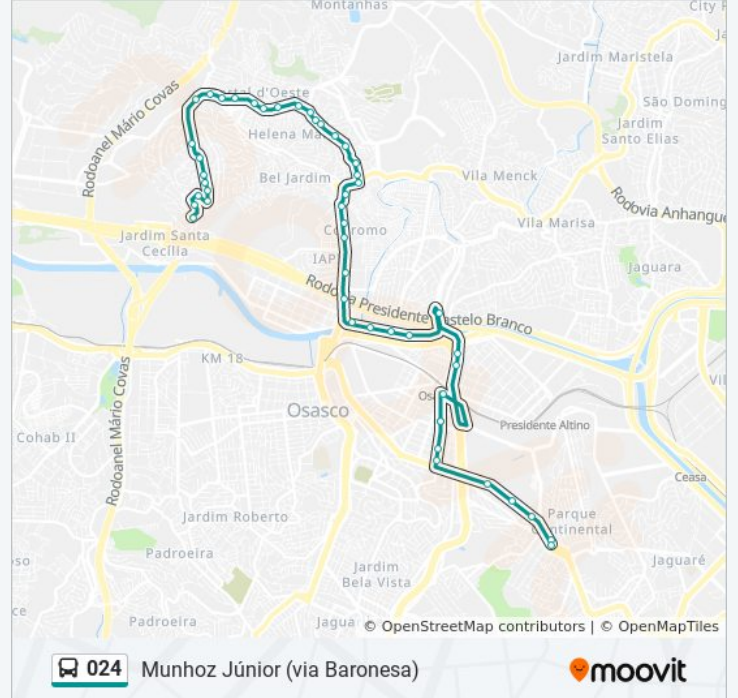 Montanhas
City
Jardim Maristela
d'Oeste
São Doming
Rodoanel Mário Covas
Jardim
Santo Elias
Helena Ma
Bel Jardim
Vila Menck
Rodovia Anhangue
Vila Marisa
Jardim Santa
Cecília
IAP
Jaguara
Presidente
stelo Branco
KM 18
Osasco
Presidente Altino
Rodoanel Mário Covas
Cohab II
Ceasa
Jardim Roberto
Parque
Padroeira
Jaguaré
Jardim
Bela Vista
Padroeira
Jagua
© OpenStreetMap contributors | © OpenMapTiles
024 Munhoz Júnior (via Baronesa)
moovit